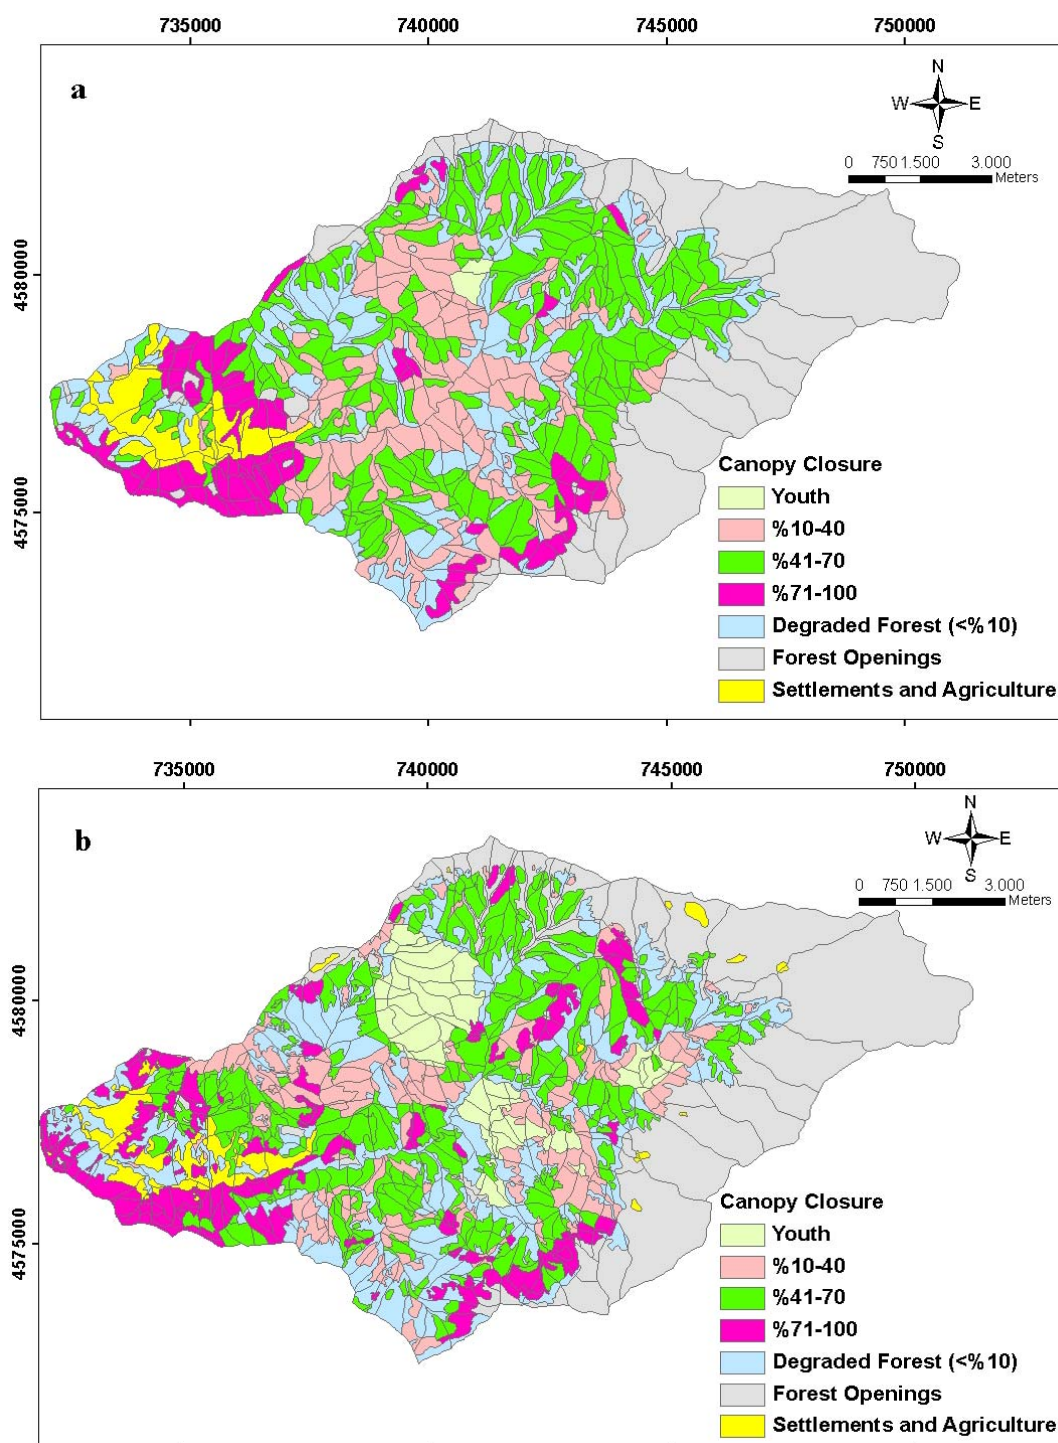 735000 740000 745000 750000
a
N
W E
S
0 750 1.500 3.000
Meters
4580000
4575000
Canopy Closure
Youth
%10-40
%41-70
%71-100
Degraded Forest (<%10)
Forest Openings
Settlements and Agriculture
735000 740000 745000 750000
b
N
W E
S
0 750 1.500 3.000
Meters
4580000
4575000
Canopy Closure
Youth
%10-40
%41-70
%71-100
Degraded Forest (<%10)
Forest Openings
Settlements and Agriculture